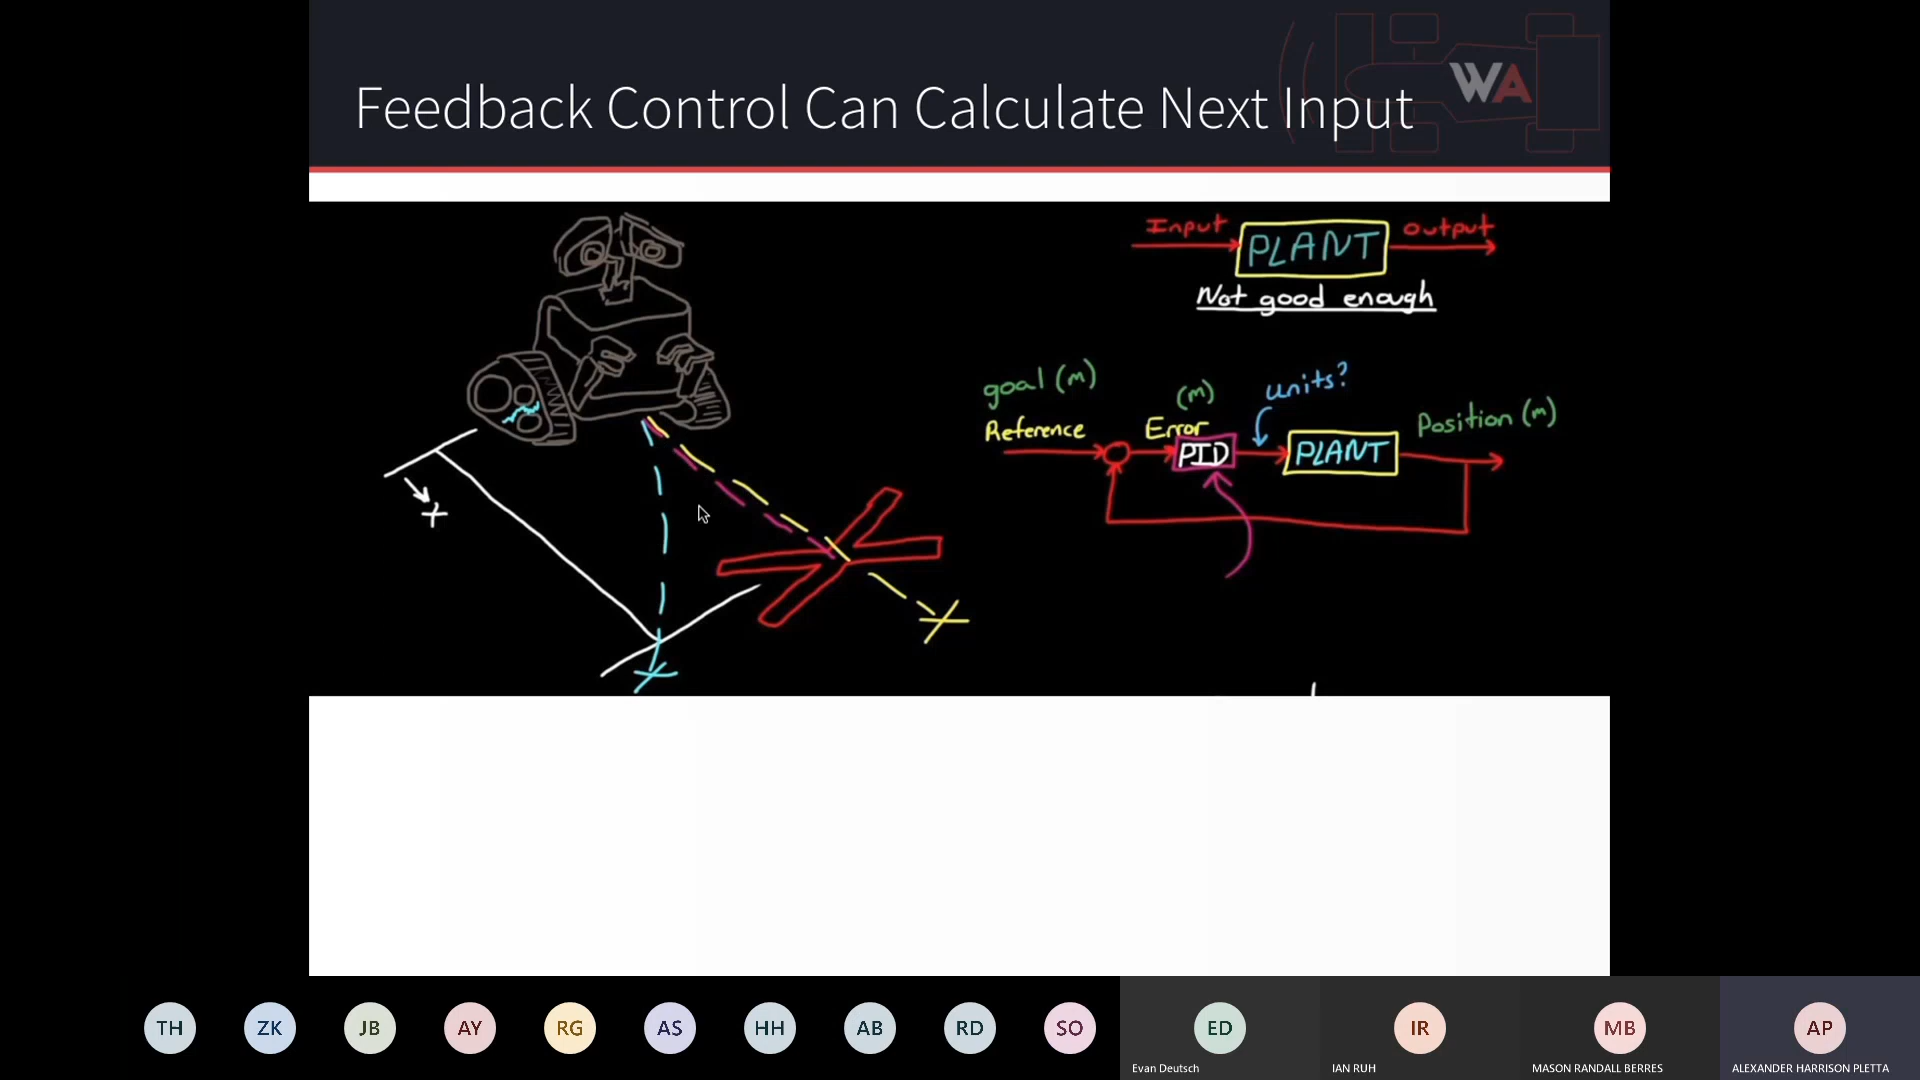 Feedback Control Can Calculate Next Input
WA
Input
PLANT
output
Not good enough
goal (m)
(m)
units?
Position (m)
Reference
Error
PID
PLANT
TH
ZK
JB
AY
RG
AS
HH
AB
RD
SO
ED
IR
MB
AP
Evan Deutsch
IAN RUH
MASON RANDALL BERRES
ALEXANDER HARRISON PLETTA